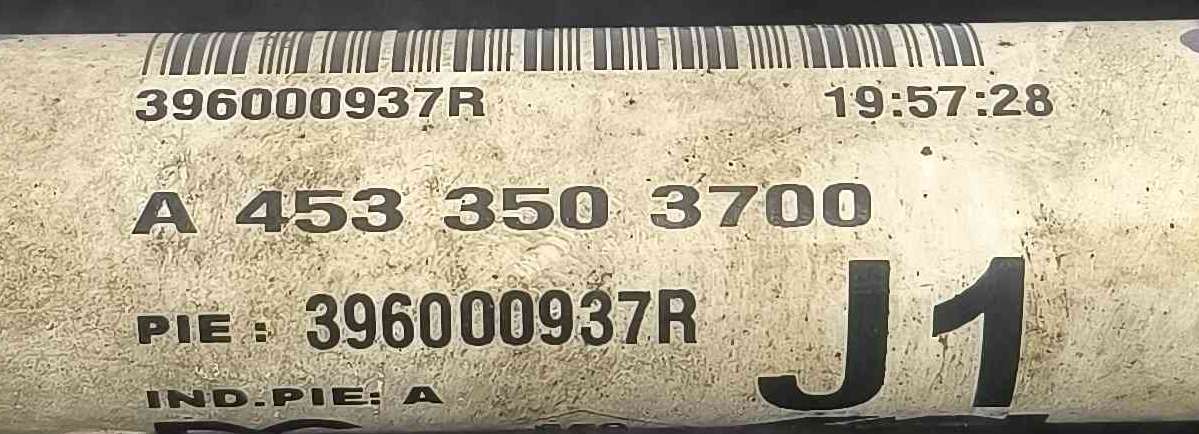 396000937R 19:57:28
A 453 350 3700
PIE : 396000937R
J1
IND.PIE: A